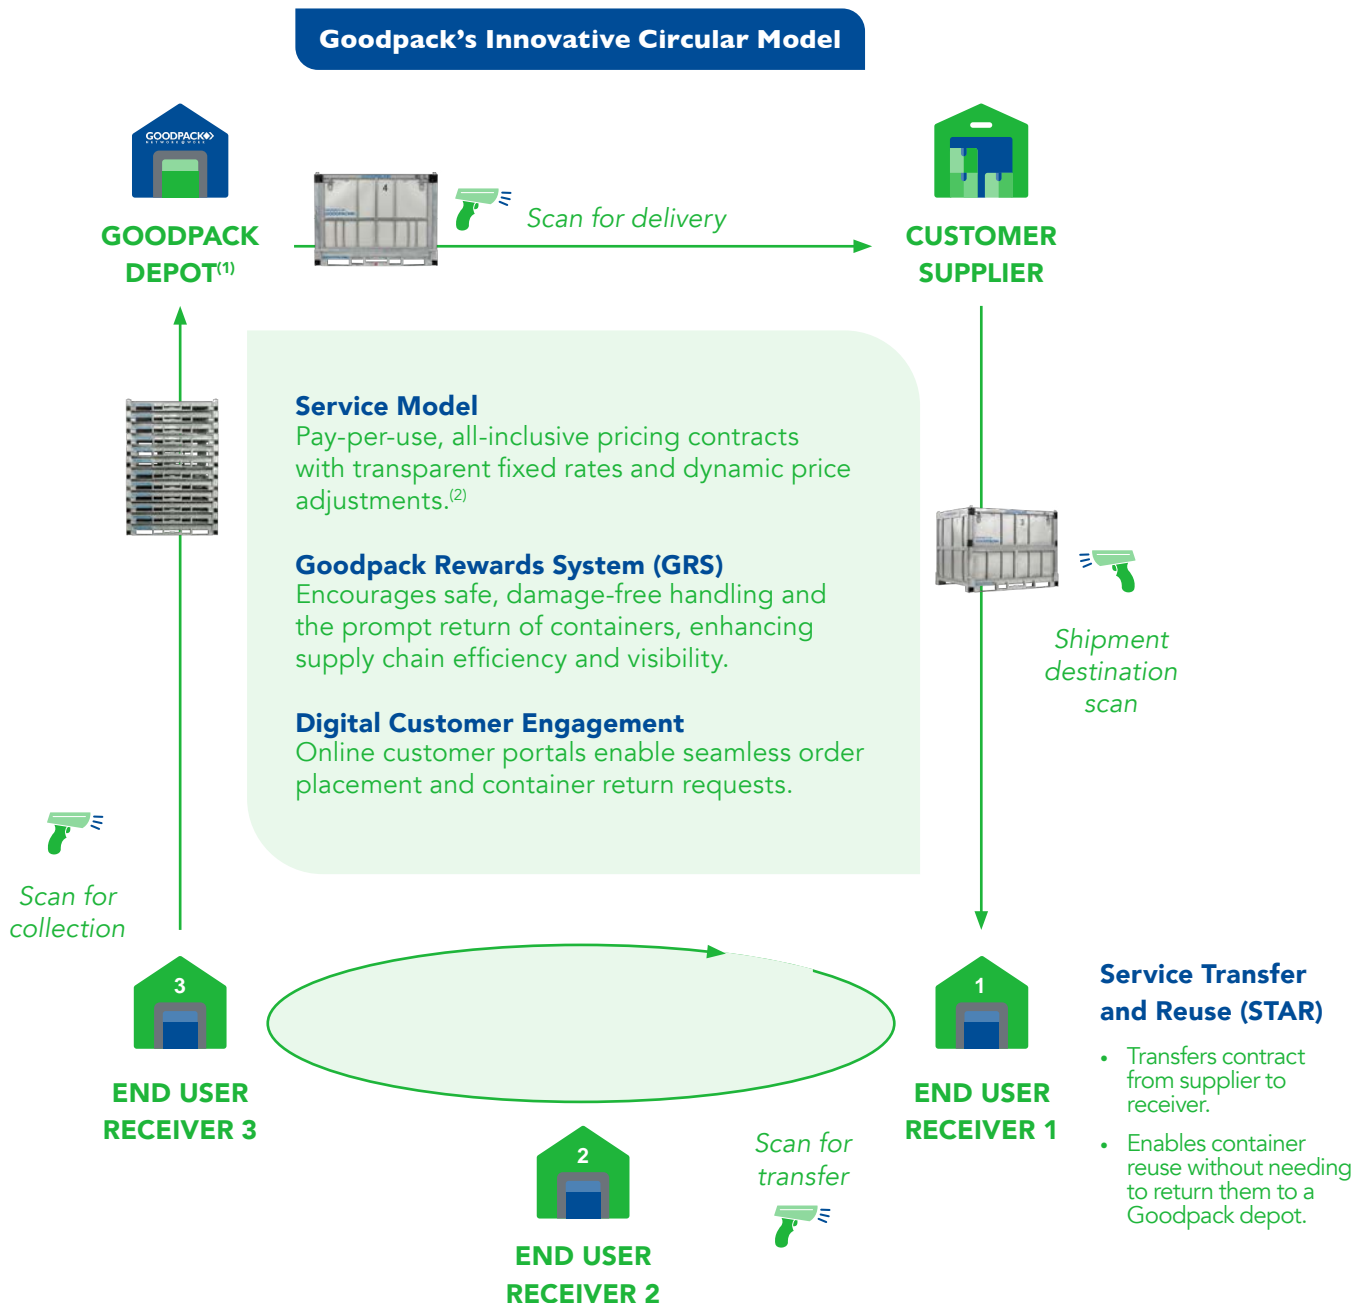 Goodpack's Innovative Circular Model
GOODPACK
NETWORK@WORK
GOODPACK
DEPOT(1)
4
GOODPACK
Scan for delivery
CUSTOMER
SUPPLIER
Service Model
Pay-per-use, all-inclusive pricing contracts
with transparent fixed rates and dynamic price
adjustments.(2)
Goodpack Rewards System (GRS)
Encourages safe, damage-free handling and
the prompt return of containers, enhancing
supply chain efficiency and visibility.
Digital Customer Engagement
Online customer portals enable seamless order
placement and container return requests.
3
Shipment
destination
scan
Scan for
collection
3
END USER
RECEIVER 3
1
END USER
RECEIVER 1
Service Transfer
and Reuse (STAR)
• Transfers contract
from supplier to
receiver.
• Enables container
reuse without needing
to return them to a
Goodpack depot.
2
END USER
RECEIVER 2
Scan for
transfer